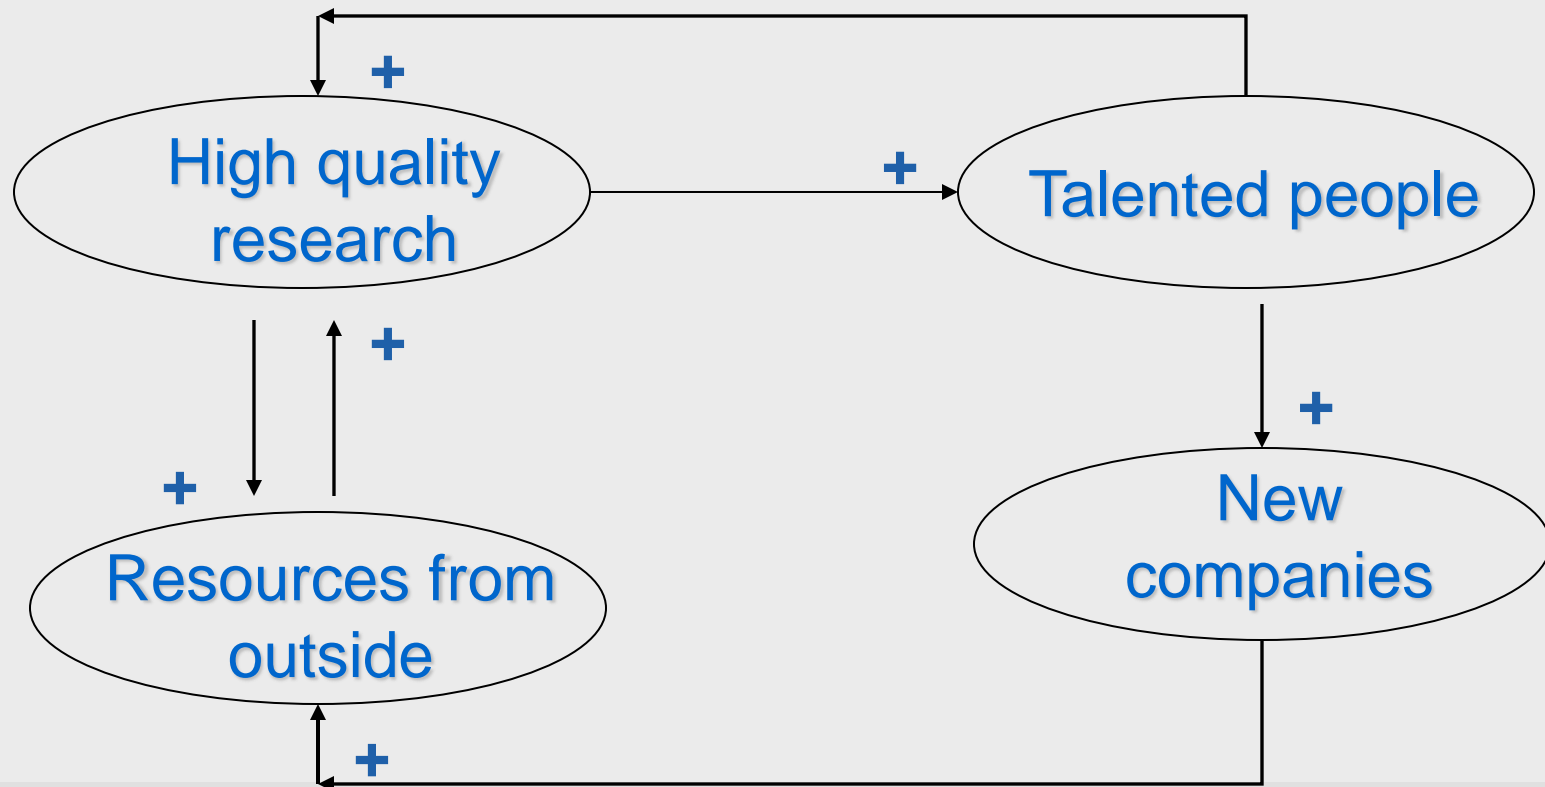 +
High quality
research
+
Talented people
+
+
+
New
companies
Resources from
outside
+